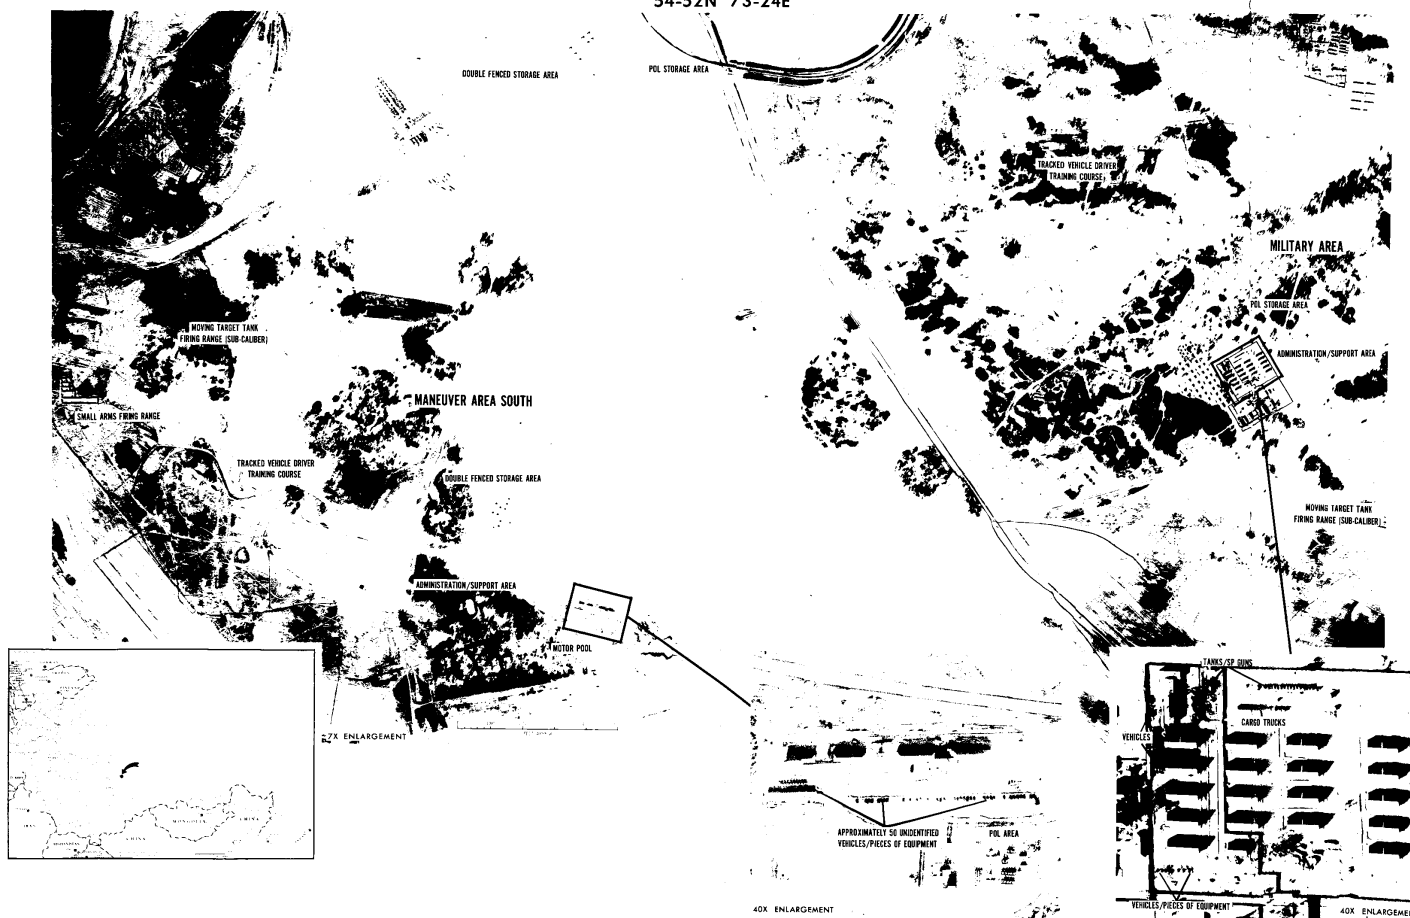 54-52N 73-24E
DOUBLE FENCED STORAGE AREA
POL STORAGE AREA
TRACKED VEHICLE DRIVER
TRAINING COURSE
MILITARY AREA
POL STORAGE AREA
MOVING TARGET TANK
FIRING RANGE (SUB-CALIBER)
ADMINISTRATION/SUPPORT AREA
MANEUVER AREA SOUTH
SMALL ARMS FIRING RANGE
TRACKED VEHICLE DRIVER
TRAINING COURSE
DOUBLE FENCED STORAGE AREA
MOVING TARGET TANK
FIRING RANGE (SUB-CALIBER)
ADMINISTRATION/SUPPORT AREA
MOTOR POOL
7X ENLARGEMENT
TANKS/SP GUNS
CARGO TRUCKS
VEHICLES
APPROXIMATELY 50 UNIDENTIFIED
VEHICLES/PIECES OF EQUIPMENT
POL AREA
MONGOLIA
CHINA
CHINA
VEHICLES/PIECES OF EQUIPMENT
40X ENLARGEMENT
40X ENLARGEME